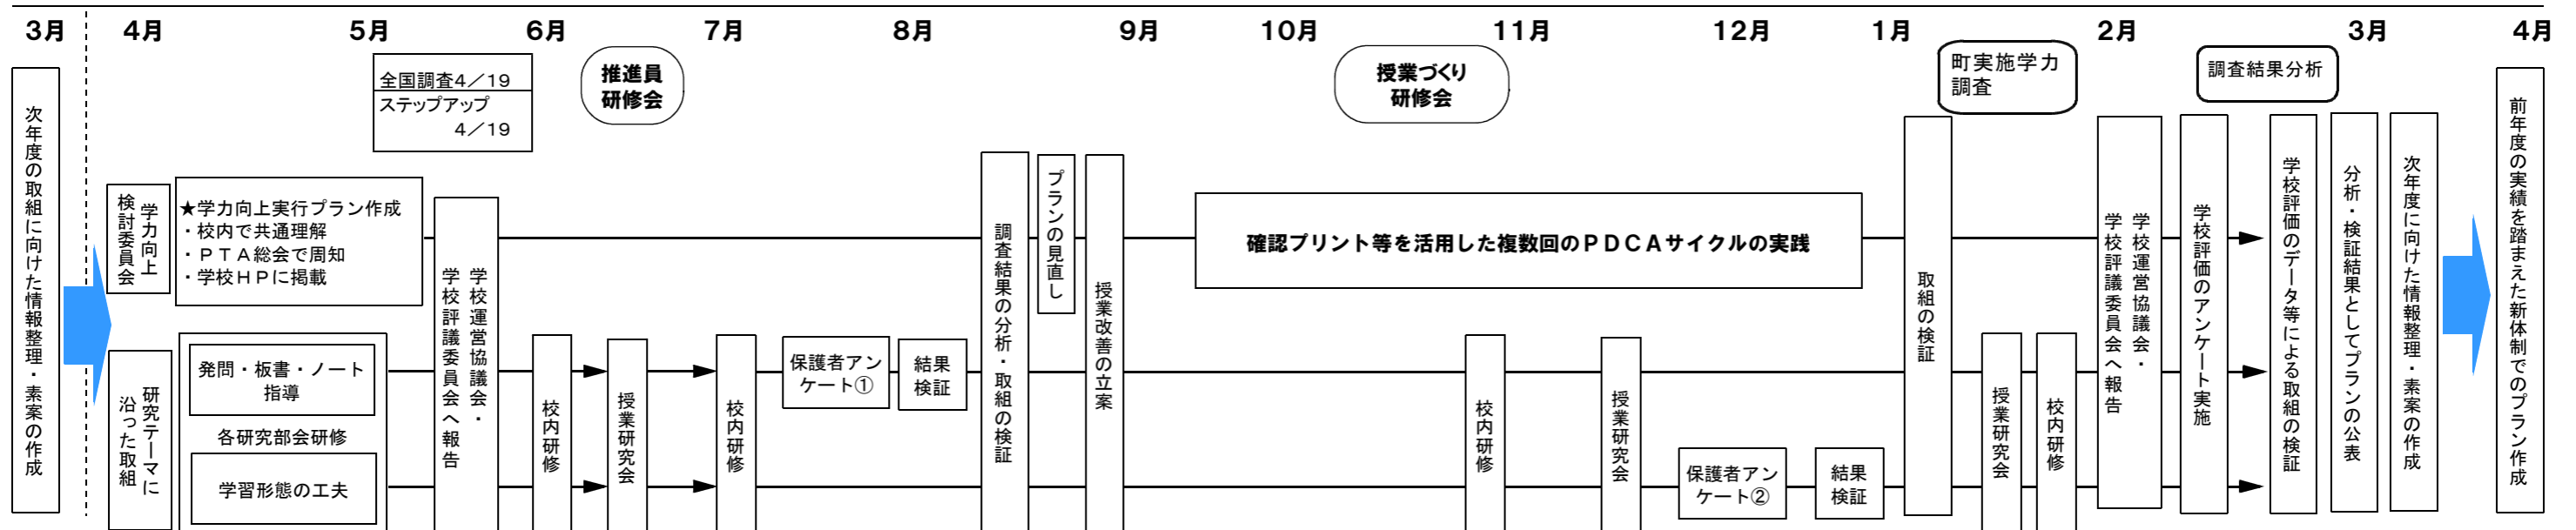 3月 4月 5月 6月 7月 8月 9月 10月 11月 12月 1月 2月 3月 4月
次年度の取組に向けた情報整理・素案の作成
学力向上
検討委員会
★学力向上実行プラン作成
・校内で共通理解
・ＰＴＡ総会で周知
・学校ＨＰに掲載
研究テーマに
沿った取組
発問・板書・ノート
指導
各研究部会研修
学習形態の工夫
全国調査4／19
ステップアップ
4／19
学校運営協議会・
学校評議委員会へ報告
校内研修
推進員
研修会
授業研究会
校内研修
保護者アン
ケート①
結果
検証
調査結果の分析・取組の検証
プランの見直し
授業改善の立案
授業づくり
研修会
確認プリント等を活用した複数回のＰＤＣＡサイクルの実践
校内研修
授業研究会
保護者アン
ケート②
結果
検証
取組の検証
町実施学力
調査
授業研究会
校内研修
学校運営協議会・
学校評議委員会へ報告
学校評価のアンケート実施
調査結果分析
学校評価のデータ等による取組の検証
分析・検証結果としてプランの公表
次年度に向けた情報整理・素案の作成
前年度の実績を踏まえた新体制でのプラン作成